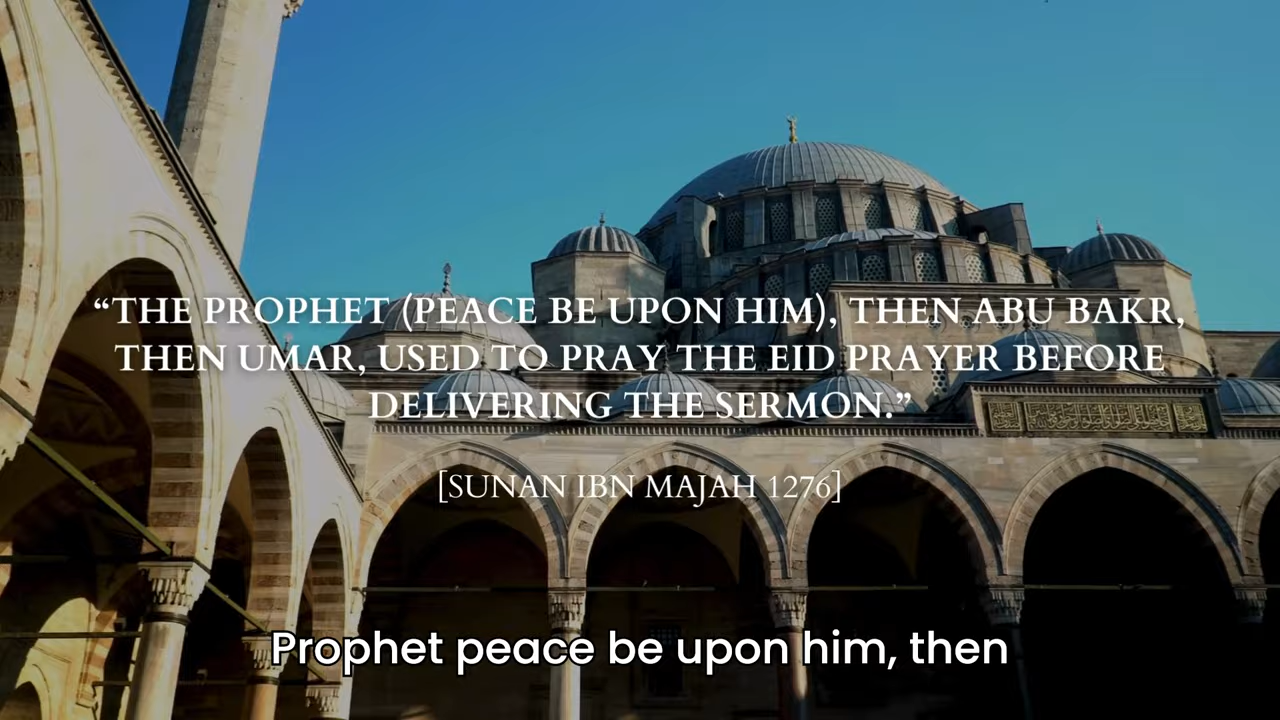 “THE PROPHET (PEACE BE UPON HIM), THEN ABU BAKR,
THEN UMAR, USED TO PRAY THE EID PRAYER BEFORE
DELIVERING THE SERMON.”
[SUNAN IBN MAJAH 1276]
Prophet peace be upon him, then